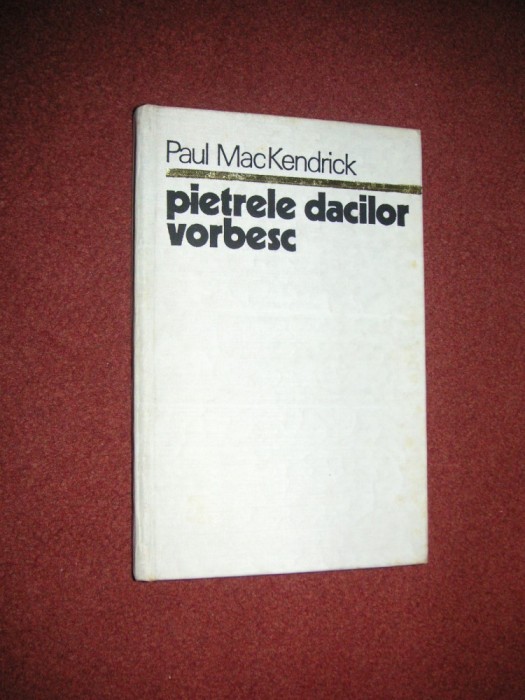 Paul MacKendrick
pietrele dacilor
vorbesc